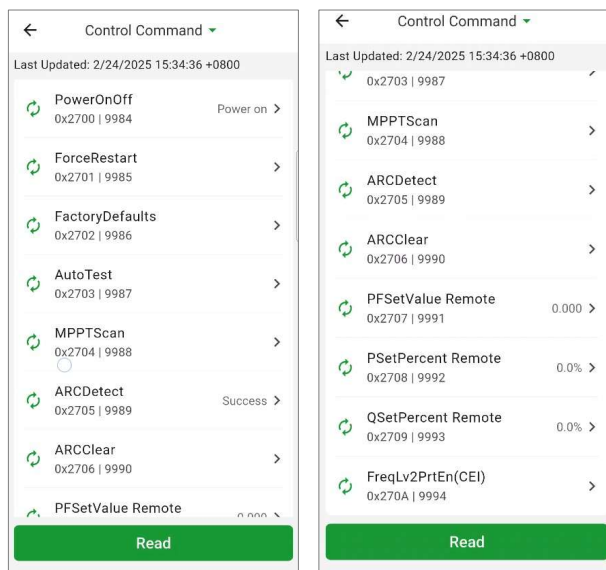 Control Command
Last Updated: 2/24/2025 15:34:36 +0800
PowerOnOff
0x2700 | 9984
Power on
ForceRestart
0x2701 | 9985
FactoryDefaults
0x2702 | 9986
AutoTest
0x2703 | 9987
MPPTScan
0x2704 | 9988
ARCDetect
0x2705 | 9989
Success
ARCClear
0x2706 | 9990
PFSetValue Remote
0.000
Read
Control Command
Last Updated: 2/24/2025 15:34:36 +0800
0x2703 | 9987
MPPTScan
0x2704 | 9988
ARCDetect
0x2705 | 9989
ARCClear
0x2706 | 9990
PFSetValue Remote
0x2707 | 9991
0.000
PSetPercent Remote
0x2708 | 9992
0.0%
QSetPercent Remote
0x2709 | 9993
0.0%
FreqLv2PrtEn(CEI)
0x270A | 9994
Read